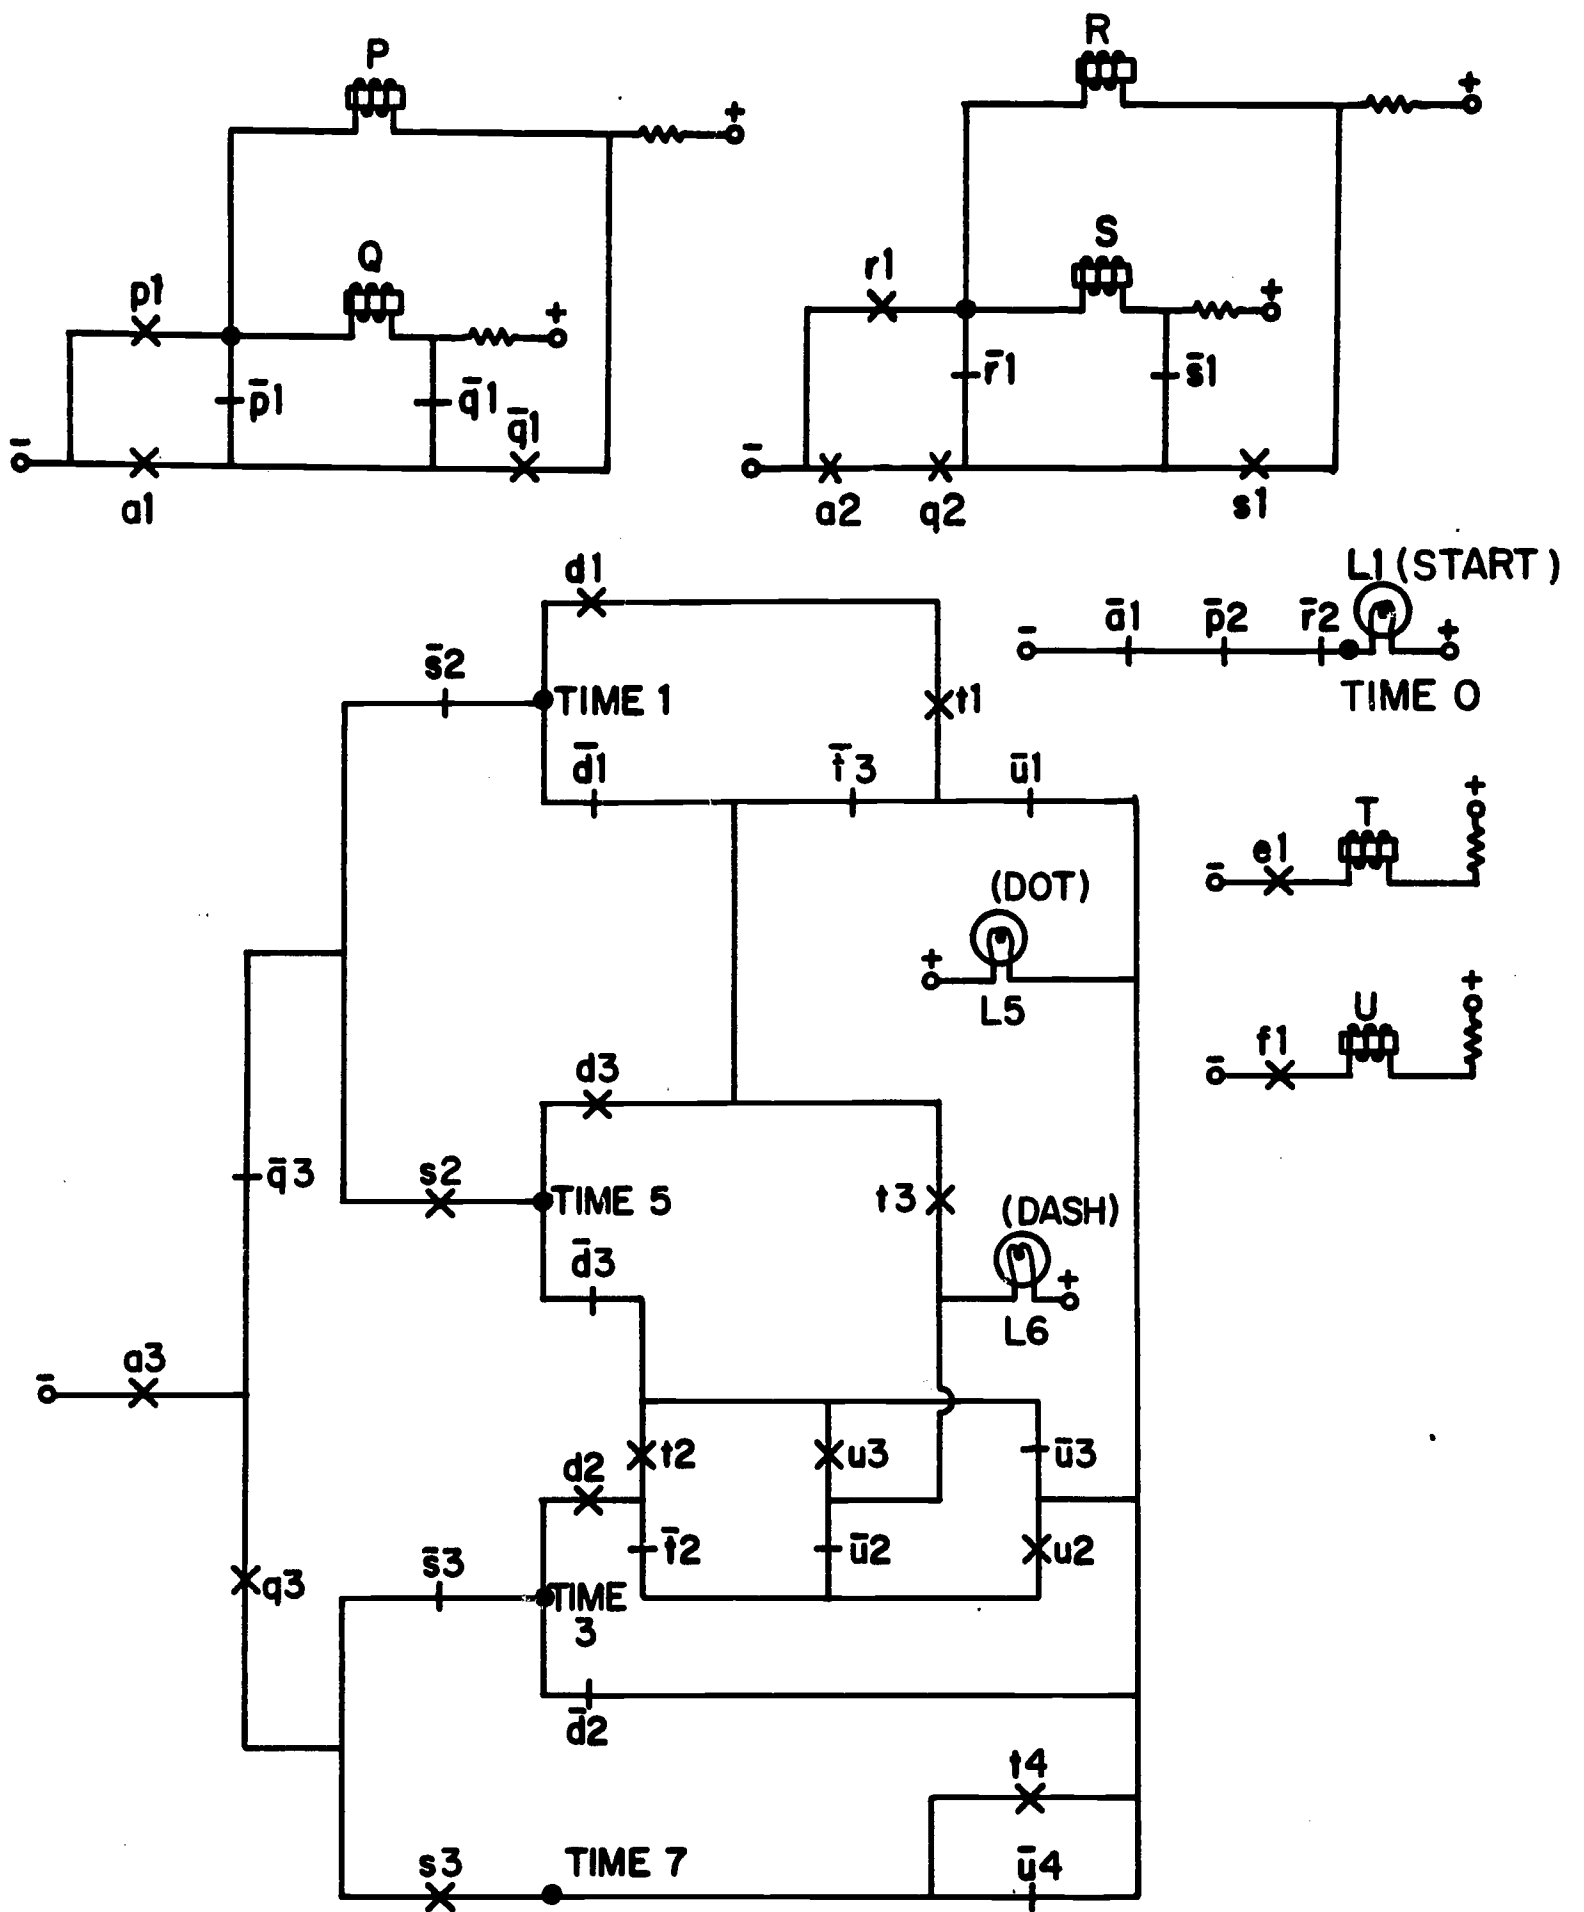 P
R
+
+
Q
S
p1
r1
+
+
p̄1
q̄1
q̄1
r̄1
s̄1
−
−
a1
a2
q2
s1
d1
L1 (START)
s̄2
−
ā1
p̄2
r̄2
+
TIME 1
t1
TIME 0
d̄1
t̄3
ū1
+
T
e1
−
(DOT)
+
L5
+
U
f1
−
d3
q̄3
s2
TIME 5
t3
(DASH)
d̄3
+
L6
a3
−
d2
t2
u3
ū3
t̄2
ū2
u2
q3
s̄3
TIME
3
d̄2
t4
s3
TIME 7
ū4